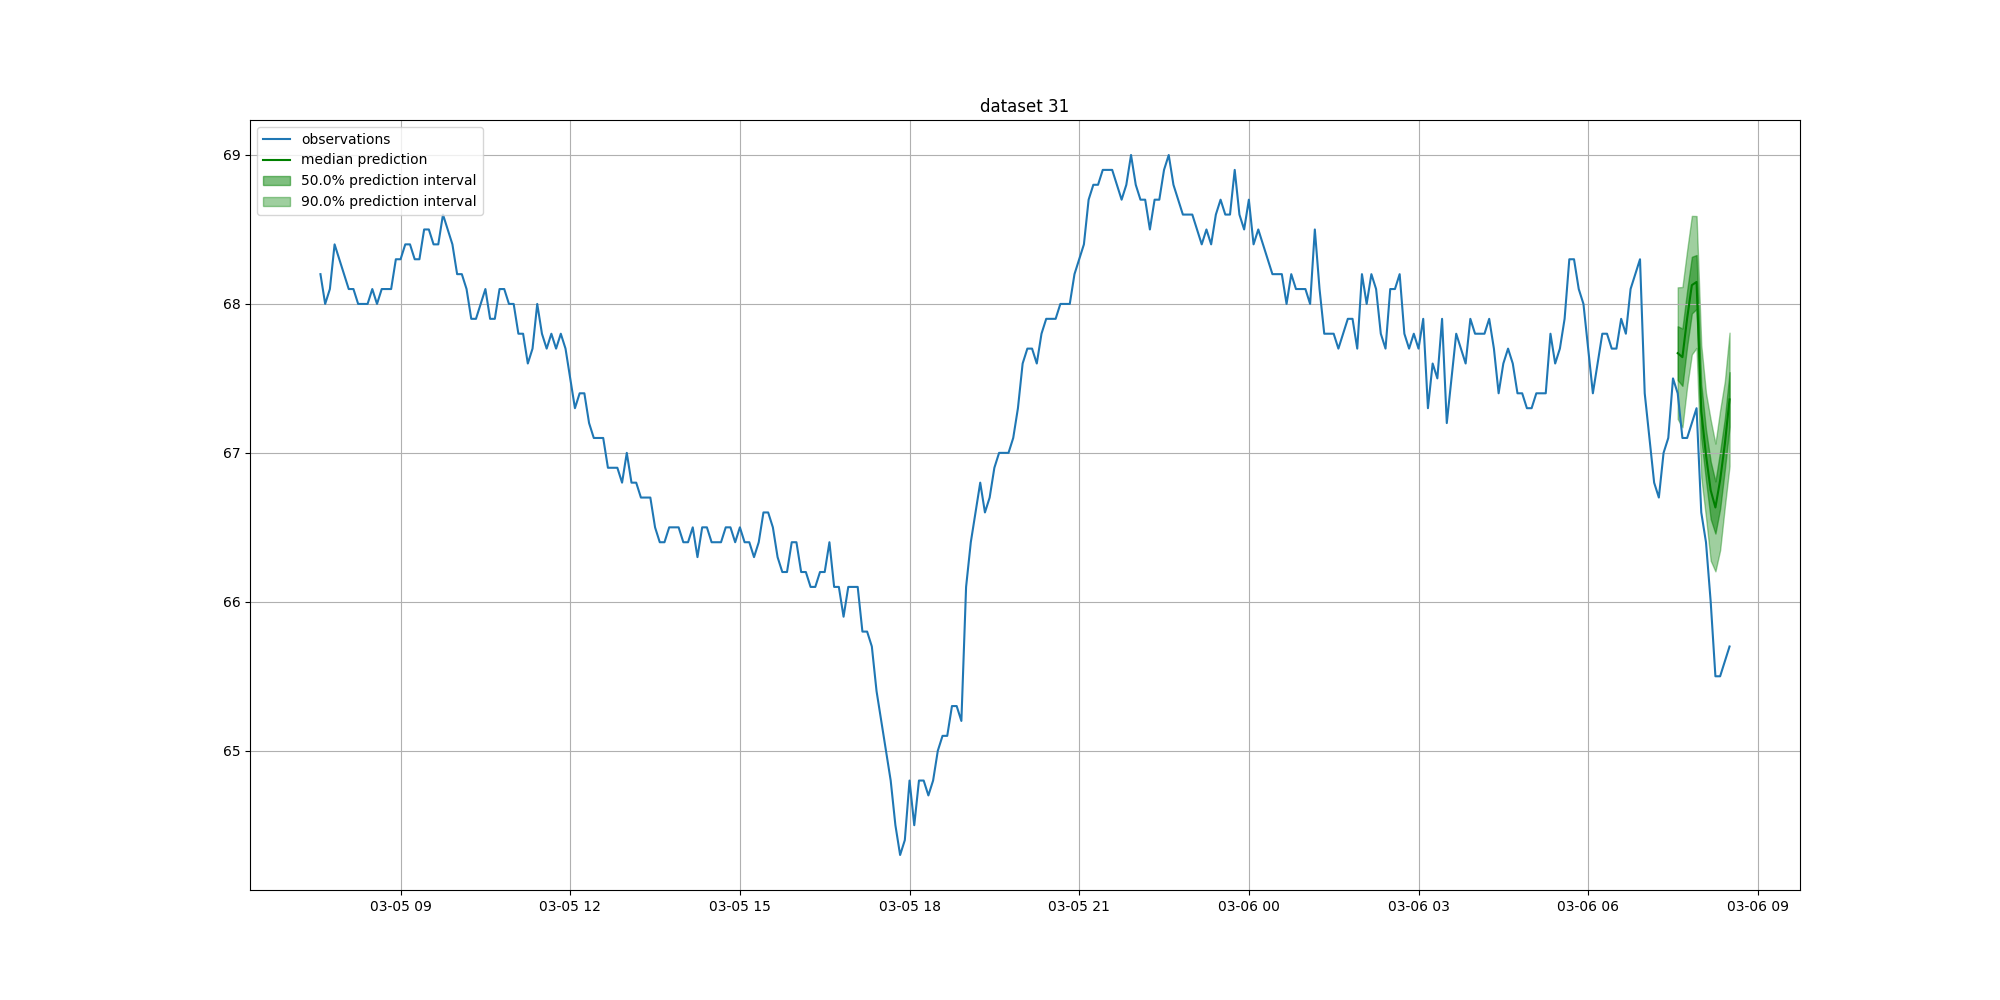 dataset 31
observations
median prediction
50.0% prediction interval
90.0% prediction interval
69
68
67
66
65
03-05 09 03-05 12 03-05 15 03-05 18 03-05 21 03-06 00 03-06 03 03-06 06 03-06 09